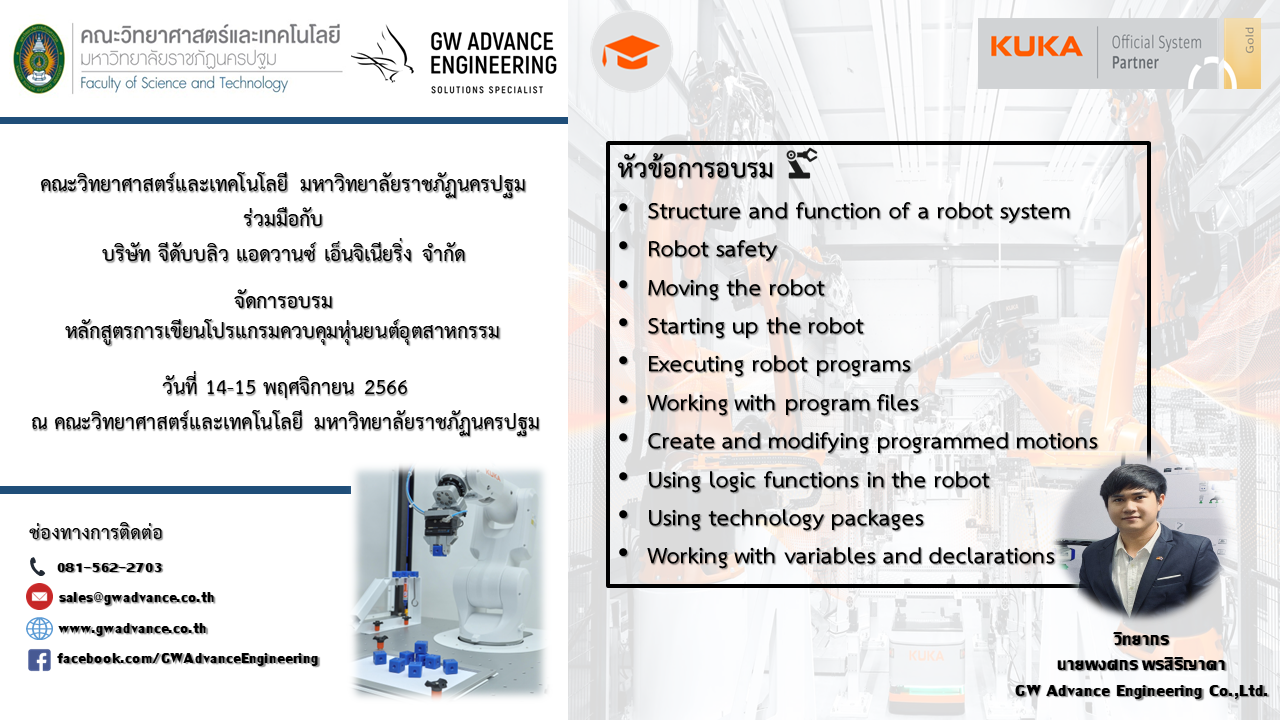 คณะวิทยาศาสตร์และเทคโนโลยี
มหาวิทยาลัยราชภัฏนครปฐม
Faculty of Science and Technology
GW ADVANCE
ENGINEERING
SOLUTIONS SPECIALIST
คณะวิทยาศาสตร์และเทคโนโลยี มหาวิทยาลัยราชภัฏนครปฐม
ร่วมมือกับ
บริษัท จีดับบลิว แอดวานซ์ เอ็นจิเนียริ่ง จำกัด
จัดการอบรม
หลักสูตรการเขียนโปรแกรมควบคุมหุ่นยนต์อุตสาหกรรม
วันที่ 14-15 พฤศจิกายน 2566
ณ คณะวิทยาศาสตร์และเทคโนโลยี มหาวิทยาลัยราชภัฏนครปฐม
ช่องทางการติดต่อ
081-562-2703
sales@gwadvance.co.th
www.gwadvance.co.th
facebook.com/GWAdvanceEngineering
KUKA
Official System
Partner
Gold
หัวข้อการอบรม
• Structure and function of a robot system
• Robot safety
• Moving the robot
• Starting up the robot
• Executing robot programs
• Working with program files
• Create and modifying programmed motions
• Using logic functions in the robot
• Using technology packages
• Working with variables and declarations
KUKA
วิทยากร
นายพงศกร พรสิริญาดา
GW Advance Engineering Co.,Ltd.